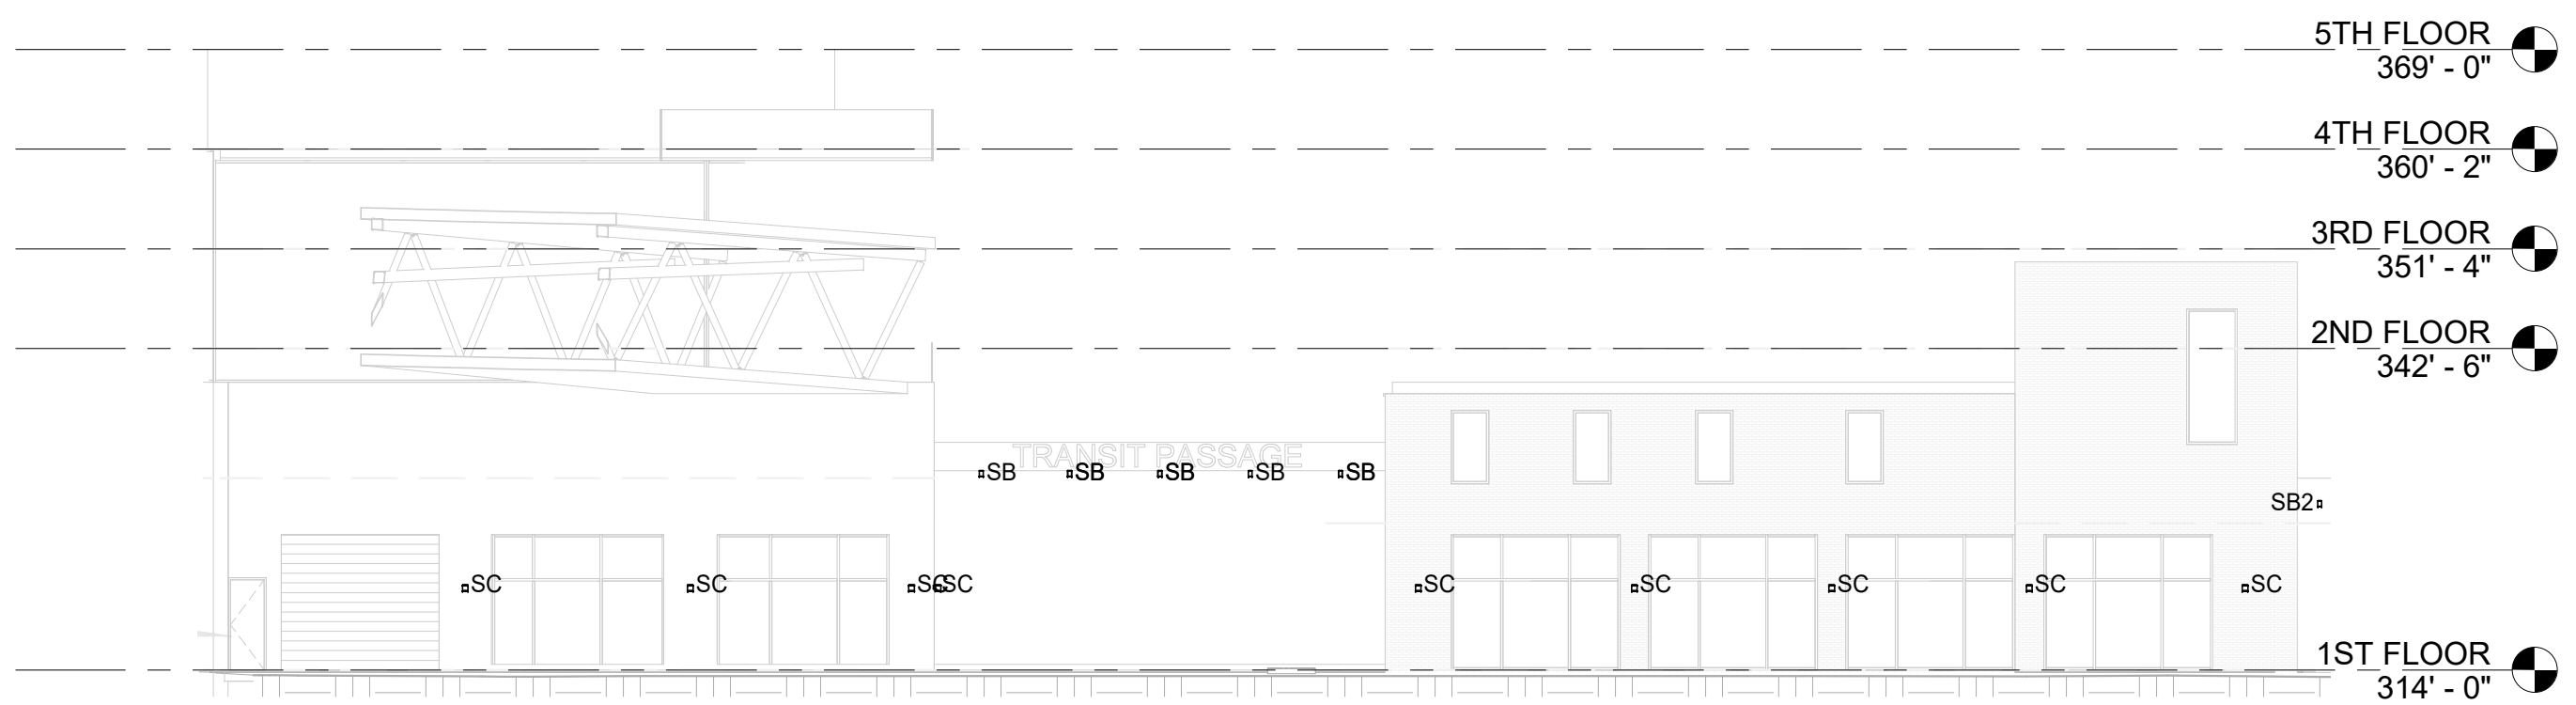 5TH FLOOR
369' - 0"
4TH FLOOR
360' - 2"
3RD FLOOR
351' - 4"
2ND FLOOR
342' - 6"
TRANSIT PASSAGE
SB SB SB SB SB
SB2
SC SC SC SC SC SC SC SC SC
1ST FLOOR
314' - 0"